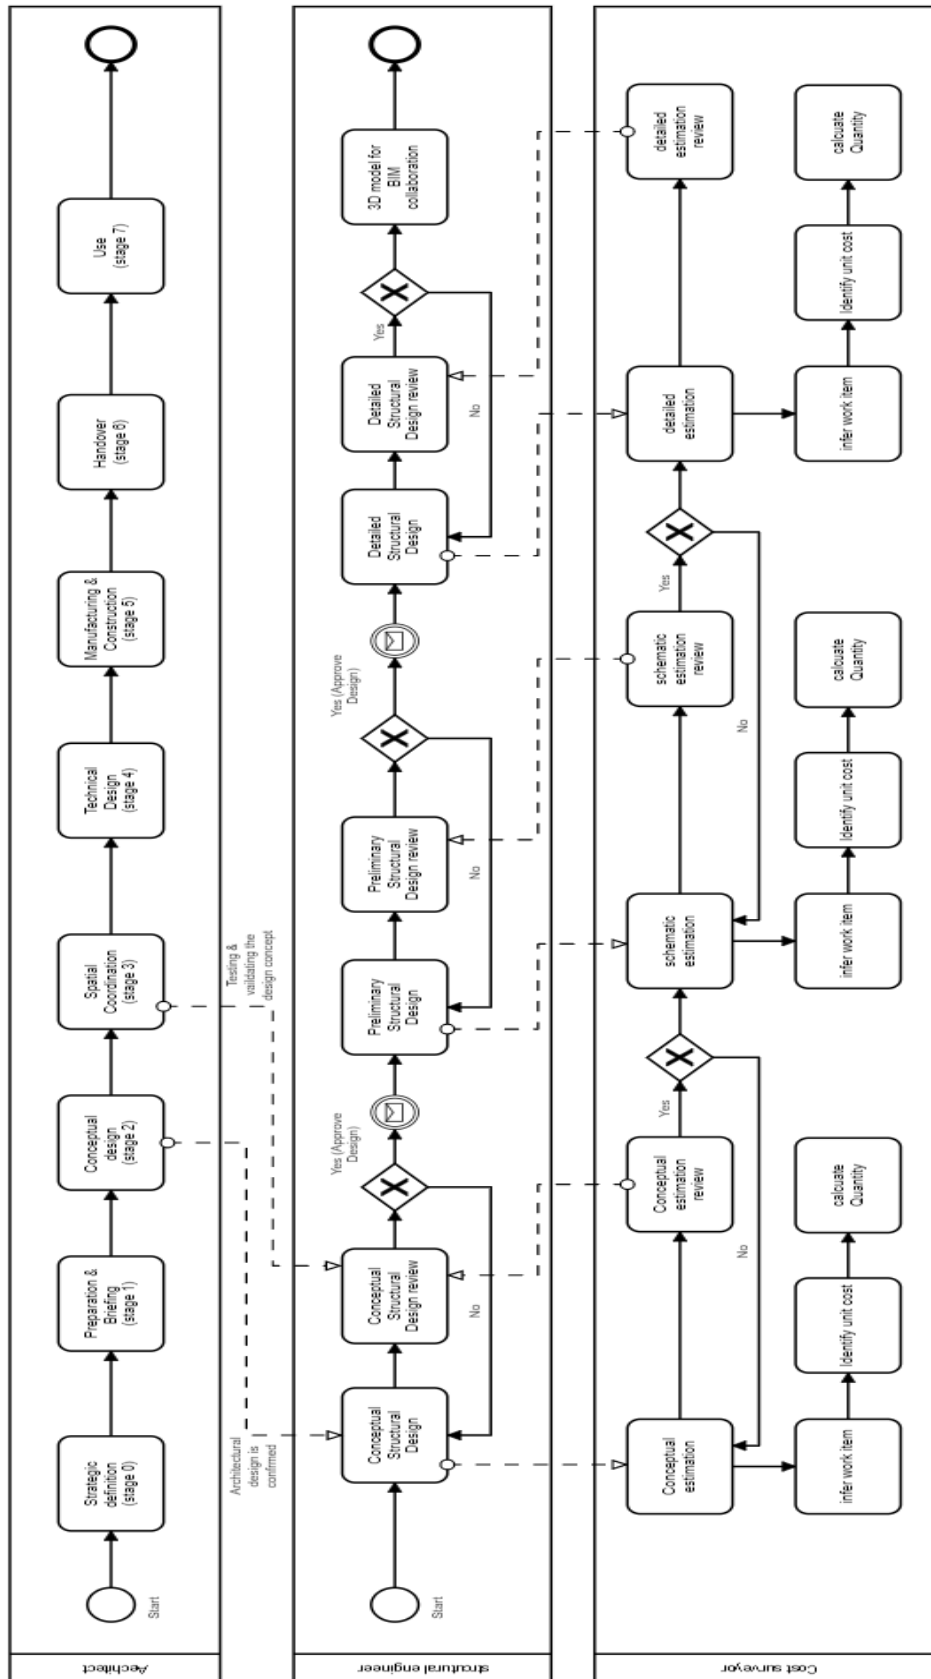 Aechitect
Start
Strategic
definition
(stage 0)
Preparation &
Briefing
(stage 1)
Conceptual
design
(stage 2)
Spatial
Coordination
(stage 3)
Technical
Design
(stage 4)
Manufacturing &
Construction
(stage 5)
Handover
(stage 6)
Use
(stage 7)
Architectural
design is
confirmed
Testing &
vaildating the
design concept
strcutural engineer
Start
Conceptual
Structural
Design
Conceptual
Structural
Design review
No
Yes (Approve
Design)
Preliminary
Structural
Design
Preliminary
Structural
Design review
No
Yes (Approve
Design)
Detailed
Structural
Design
Detailed
Structural
Design review
No
Yes
3D model for
BIM
collaboration
Cost surveyor
Conceptual
estimation
Conceptual
estimation
review
Yes
No
schematic
estimation
schematic
estimation
review
Yes
No
detailed
estimation
detailed
estimation
review
infer work item
Identify unit cost
calcuate
Quantity
infer work item
Identify unit cost
calcuate
Quantity
infer work item
Identify unit cost
calcuate
Quantity